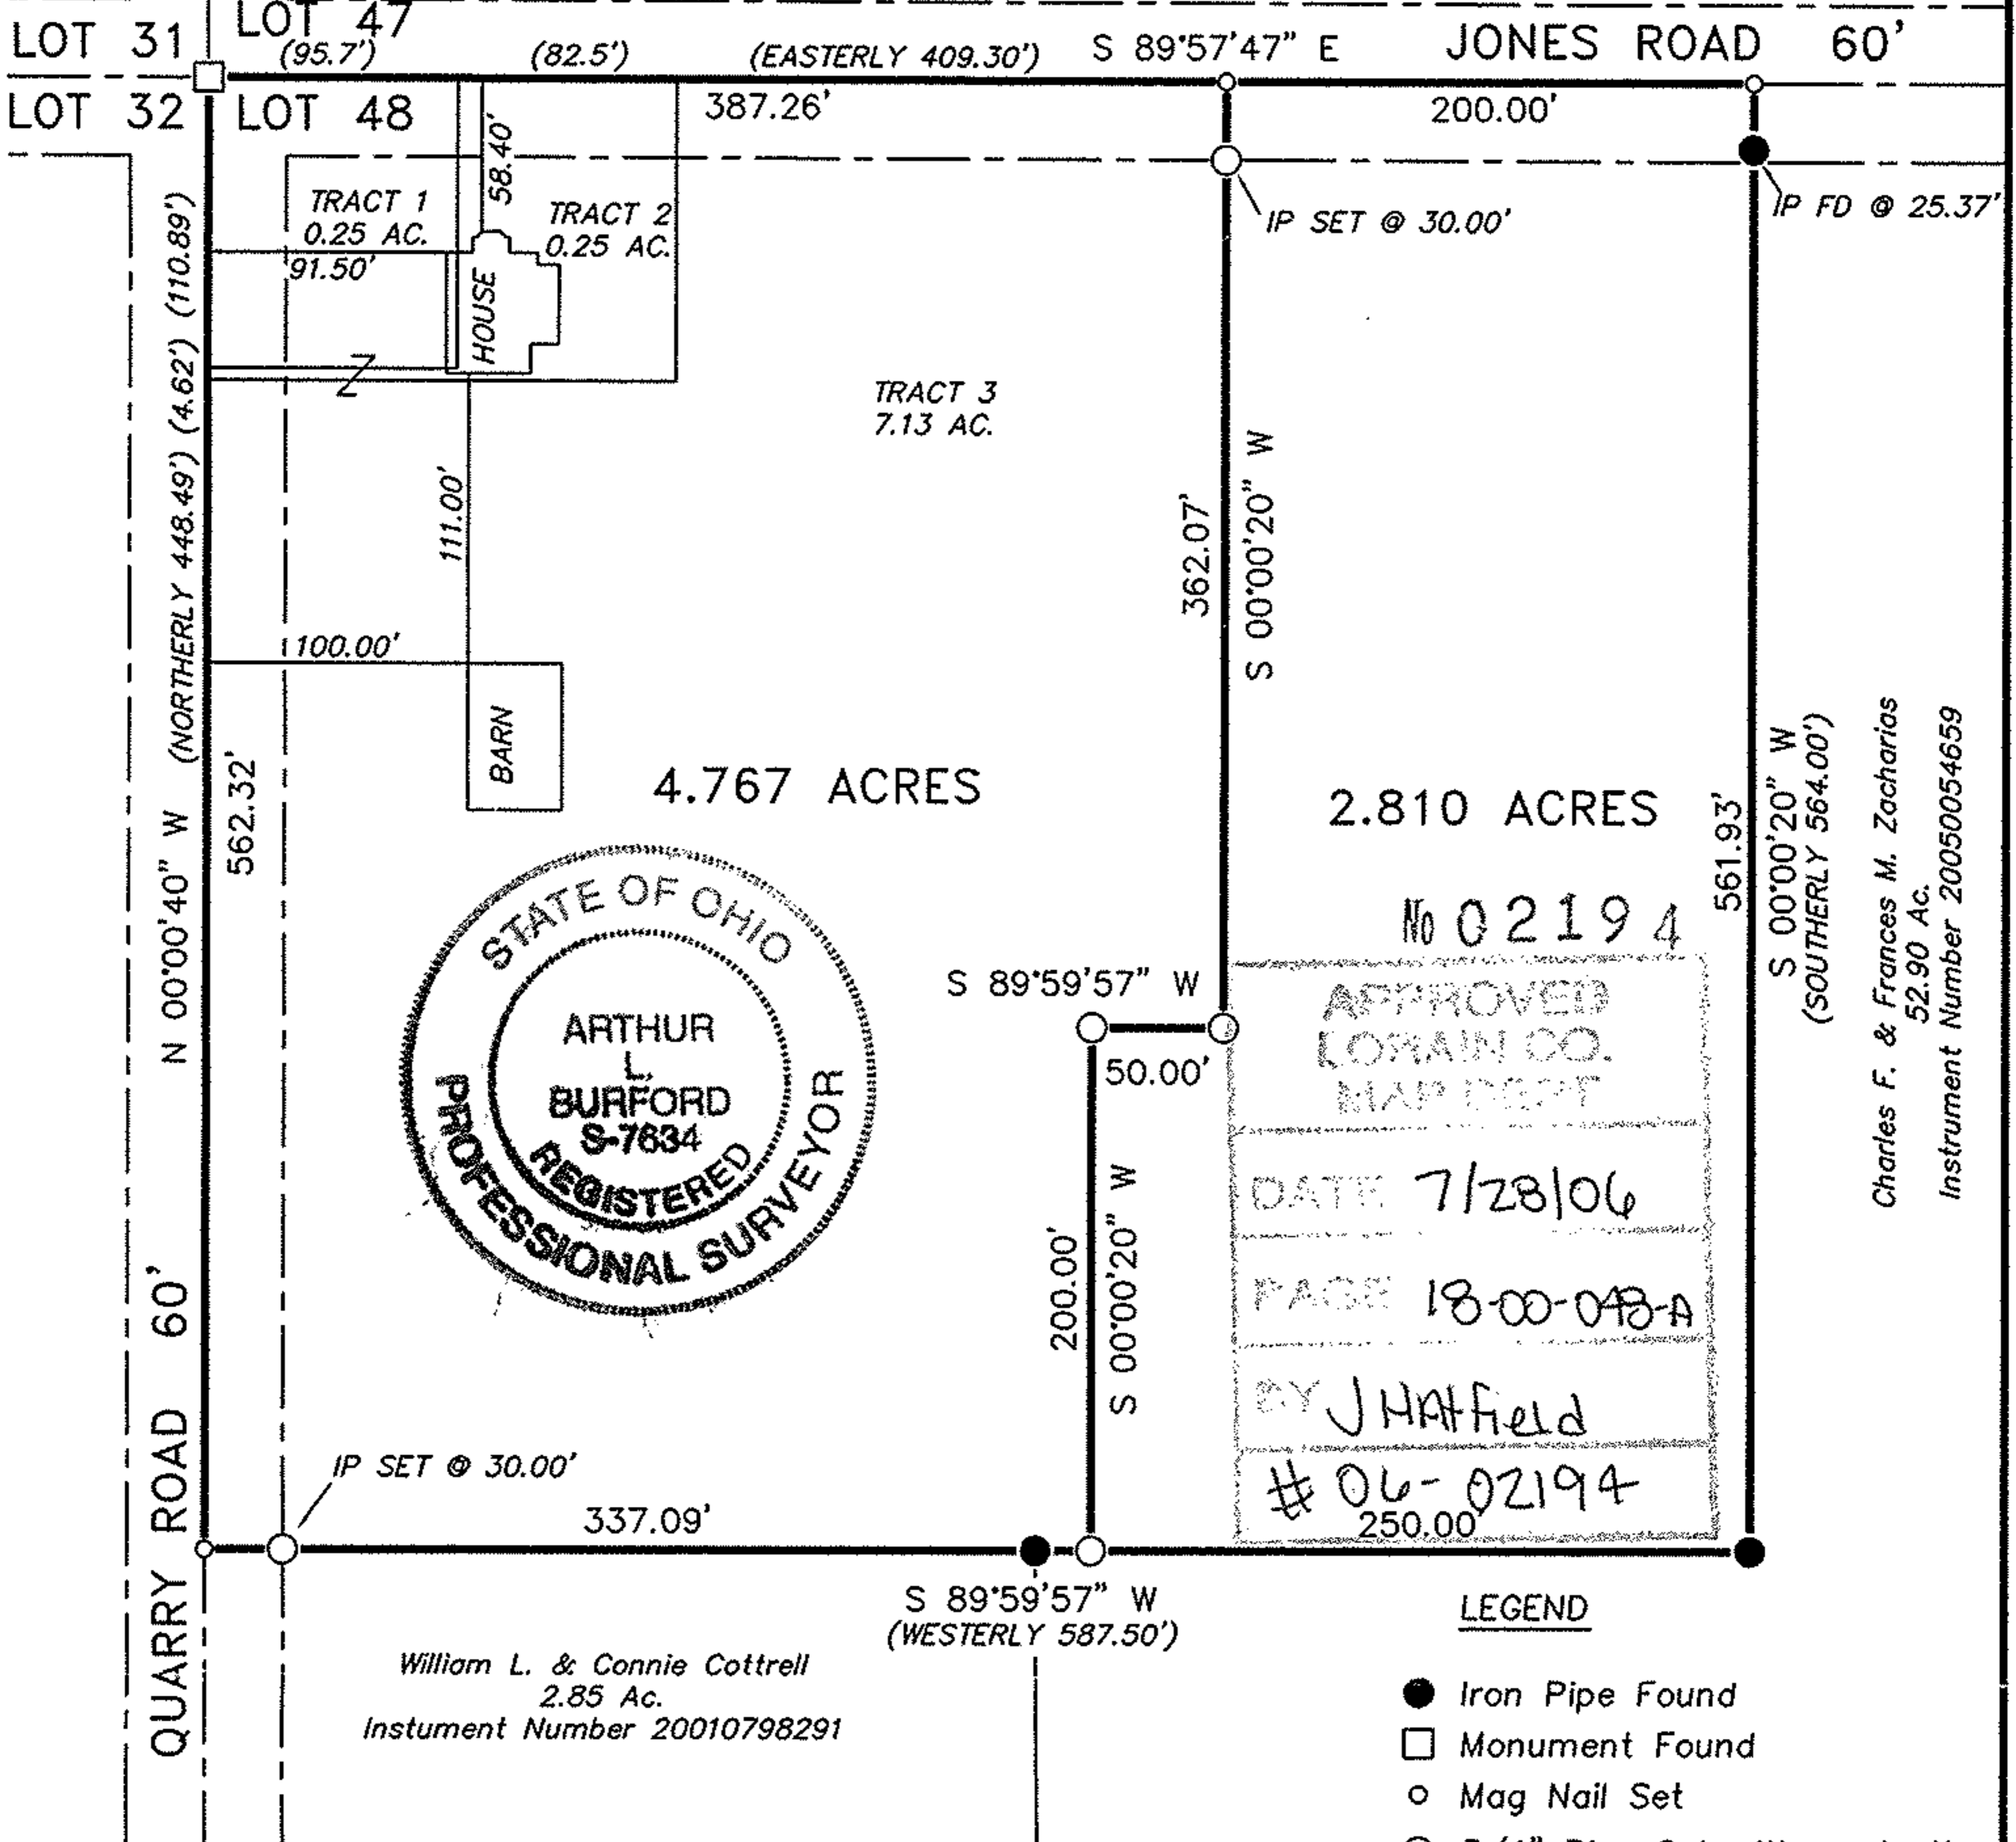 LOT 31
LOT 47
(95.7')
(82.5')
(EASTERLY 409.30')
S 89°57'47" E
JONES ROAD 60'
LOT 32
LOT 48
387.26'
200.00'
58.40'
TRACT 1
0.25 AC.
TRACT 2
0.25 AC.
91.50'
HOUSE
IP SET @ 30.00'
IP FD @ 25.37'
(110.89')
(4.62')
(NORTHERLY 448.49')
N 00°00'40" W
562.32'
TRACT 3
7.13 AC.
111.00'
100.00'
BARN
362.07'
S 00°00'20" W
4.767 ACRES
2.810 ACRES
561.93'
S 00°00'20" W
(SOUTHERLY 564.00')
Charles F. & Frances M. Zacharias
52.90 Ac.
Instrument Number 20050054659
STATE OF OHIO
ARTHUR
L.
BURFORD
S-7634
REGISTERED
PROFESSIONAL SURVEYOR
No 02194
S 89°59'57" W
50.00'
APPROVED
LORAIN CO.
MAP DEPT
DATE 7/28/06
PAGE 18-00-048-A
BY J HAtfield
# 06-02194
200.00'
S 00°00'20" W
QUARRY ROAD 60'
IP SET @ 30.00'
337.09'
250.00'
S 89°59'57" W
(WESTERLY 587.50')
William L. & Connie Cottrell
2.85 Ac.
Instument Number 20010798291
LEGEND
Iron Pipe Found
Monument Found
Mag Nail Set